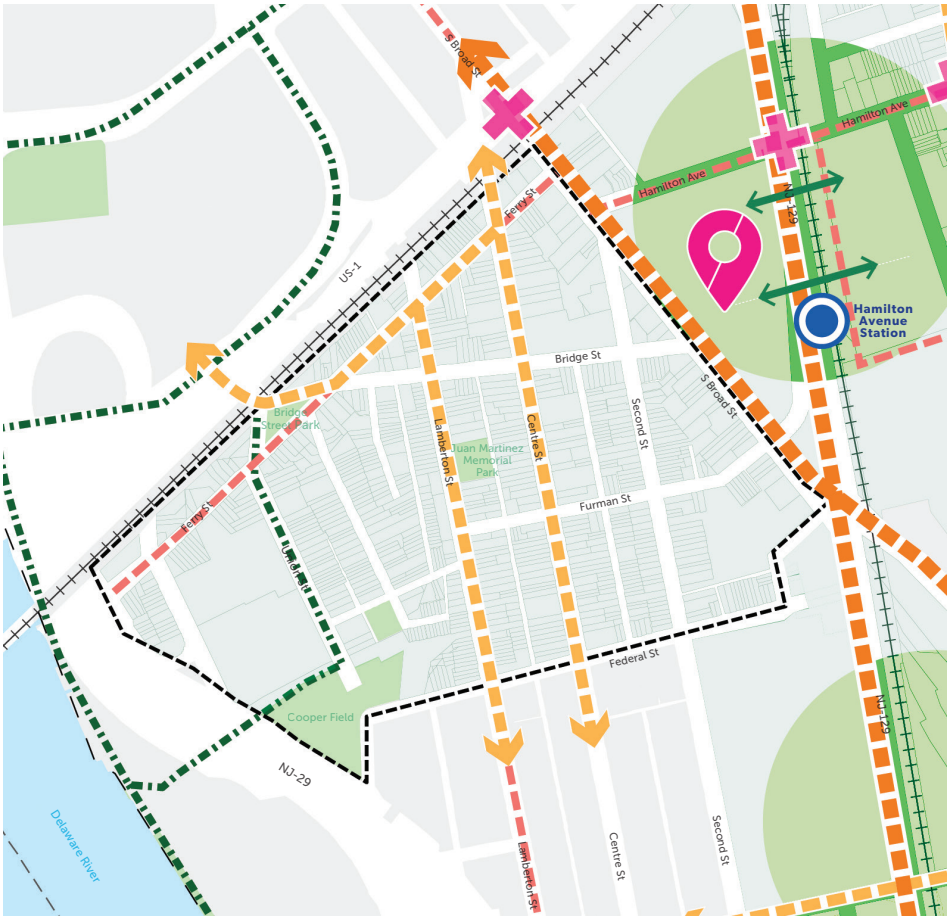 S Broad St
Hamilton Ave
Hamilton Ave
NJ-129
Ferry St
US-1
Hamilton
Avenue
Station
Bridge St
S Broad St
Bridge
Street Park
Lamberton St
Juan Martinez
Memorial
Park
Centre St
Second St
Furman St
Ferry St
Union St
Federal St
Cooper Field
NJ-129
NJ-29
Delaware River
Lamberton St
Centre St
Second St